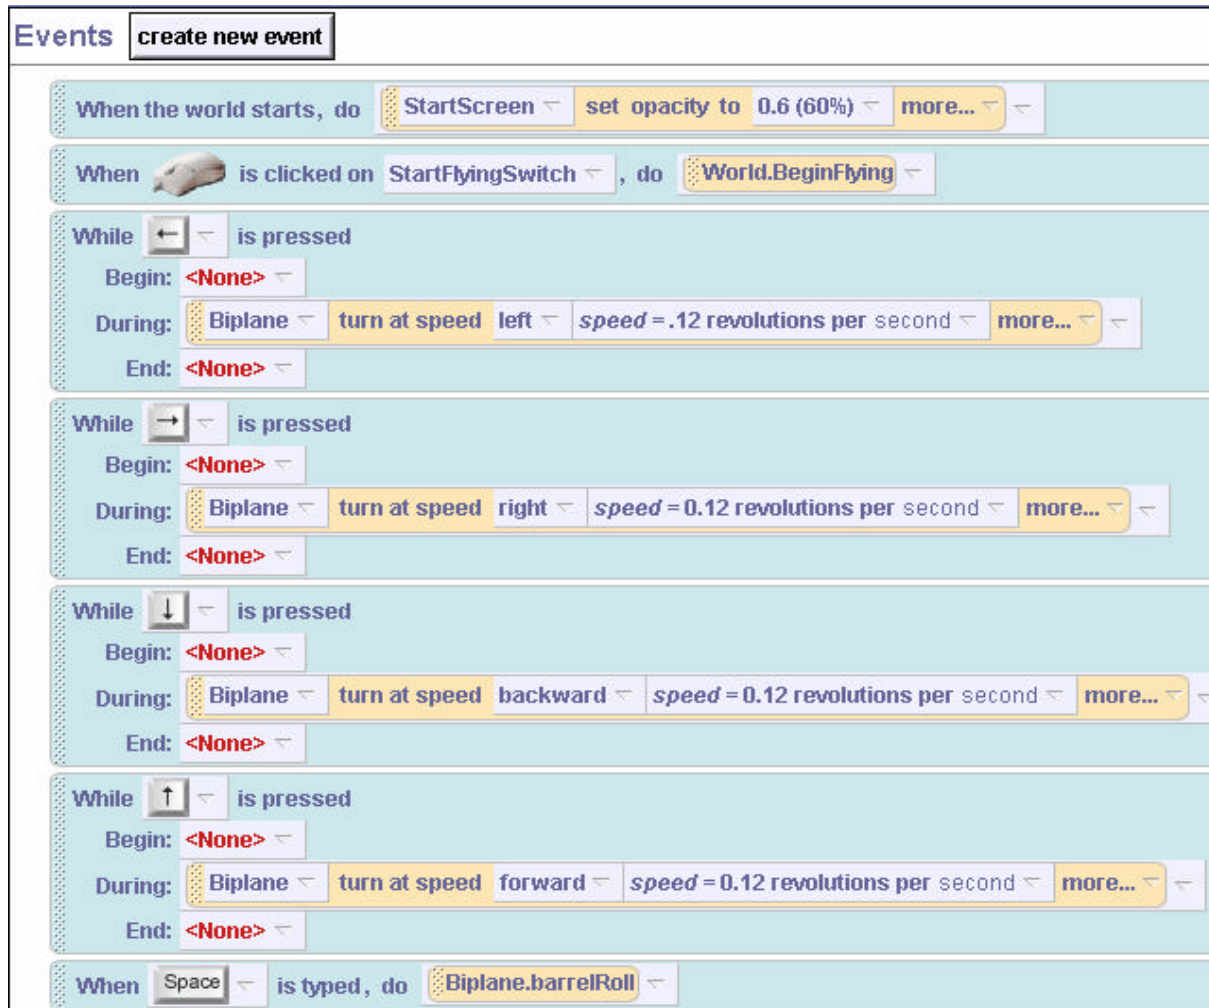 Events create new event
When the world starts, do StartScreen set opacity to 0.6 (60%) more...
When is clicked on StartFlyingSwitch , do World.BeginFlying
While ← is pressed
Begin: <None>
During: Biplane turn at speed left speed = .12 revolutions per second more...
End: <None>
While → is pressed
Begin: <None>
During: Biplane turn at speed right speed = 0.12 revolutions per second more...
End: <None>
While ↓ is pressed
Begin: <None>
During: Biplane turn at speed backward speed = 0.12 revolutions per second more...
End: <None>
While ↑ is pressed
Begin: <None>
During: Biplane turn at speed forward speed = 0.12 revolutions per second more...
End: <None>
When Space is typed, do Biplane.barrelRoll